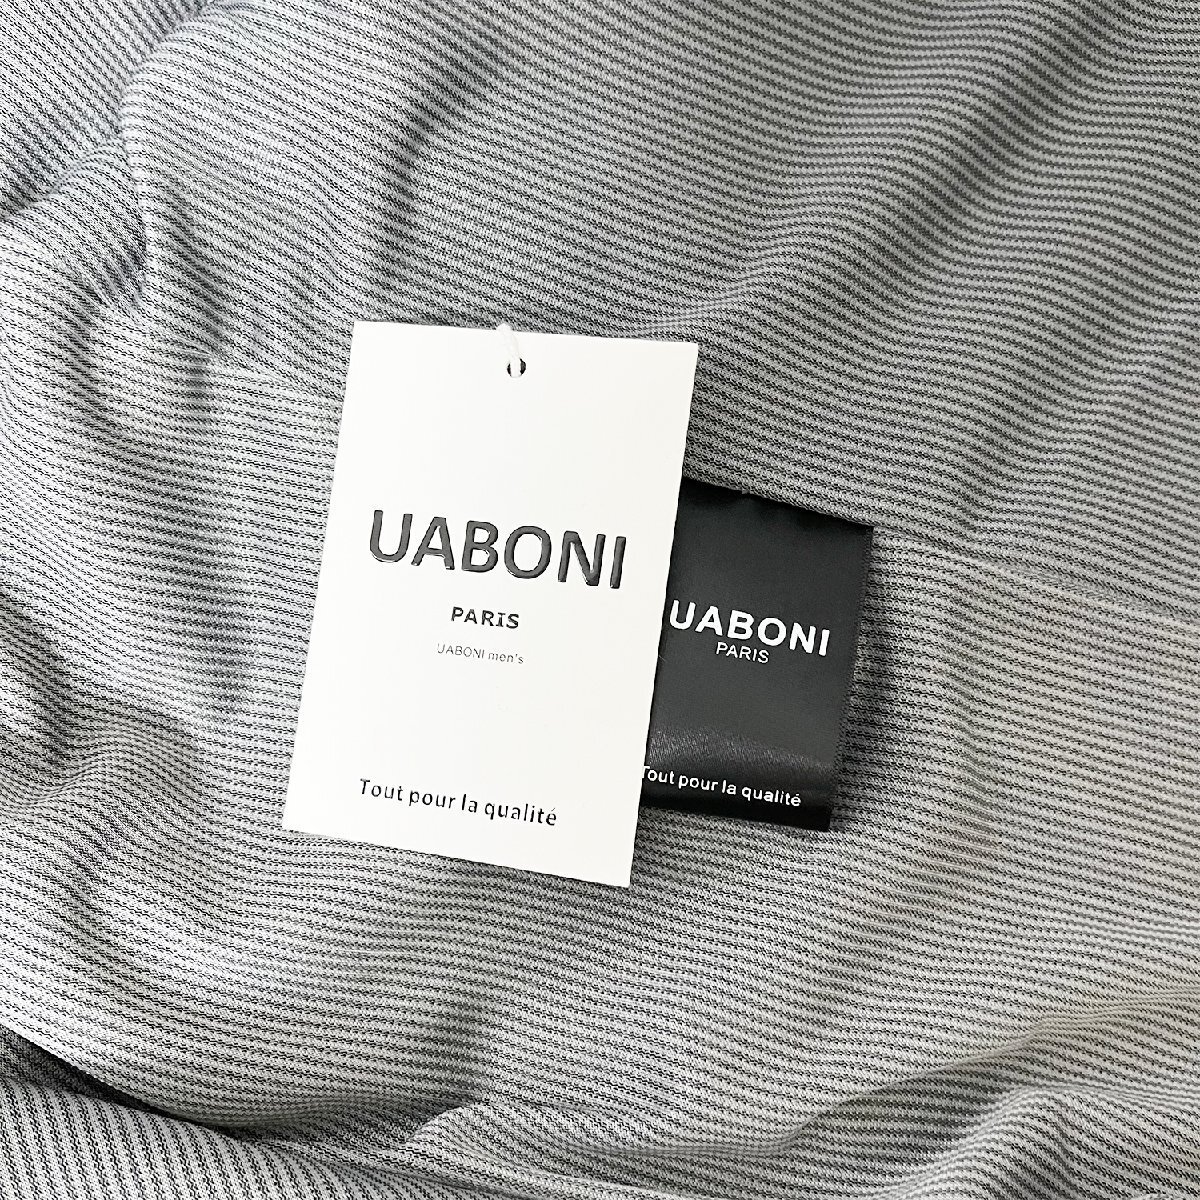 UABONI
PARIS
UABONI men's
Tout pour la qualité
UABONI
PARIS
Tout pour la qualité